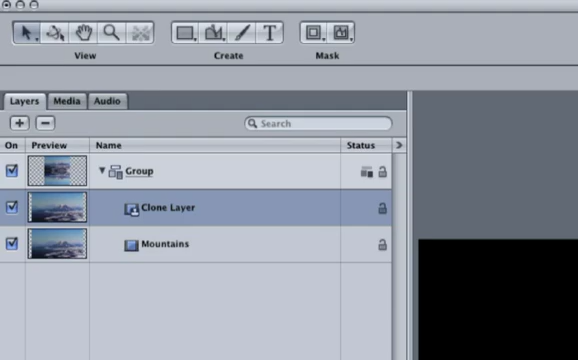 T
View
Create
Mask
Layers
Media
Audio
Search
On
Preview
Name
Status
Group
Clone Layer
Mountains